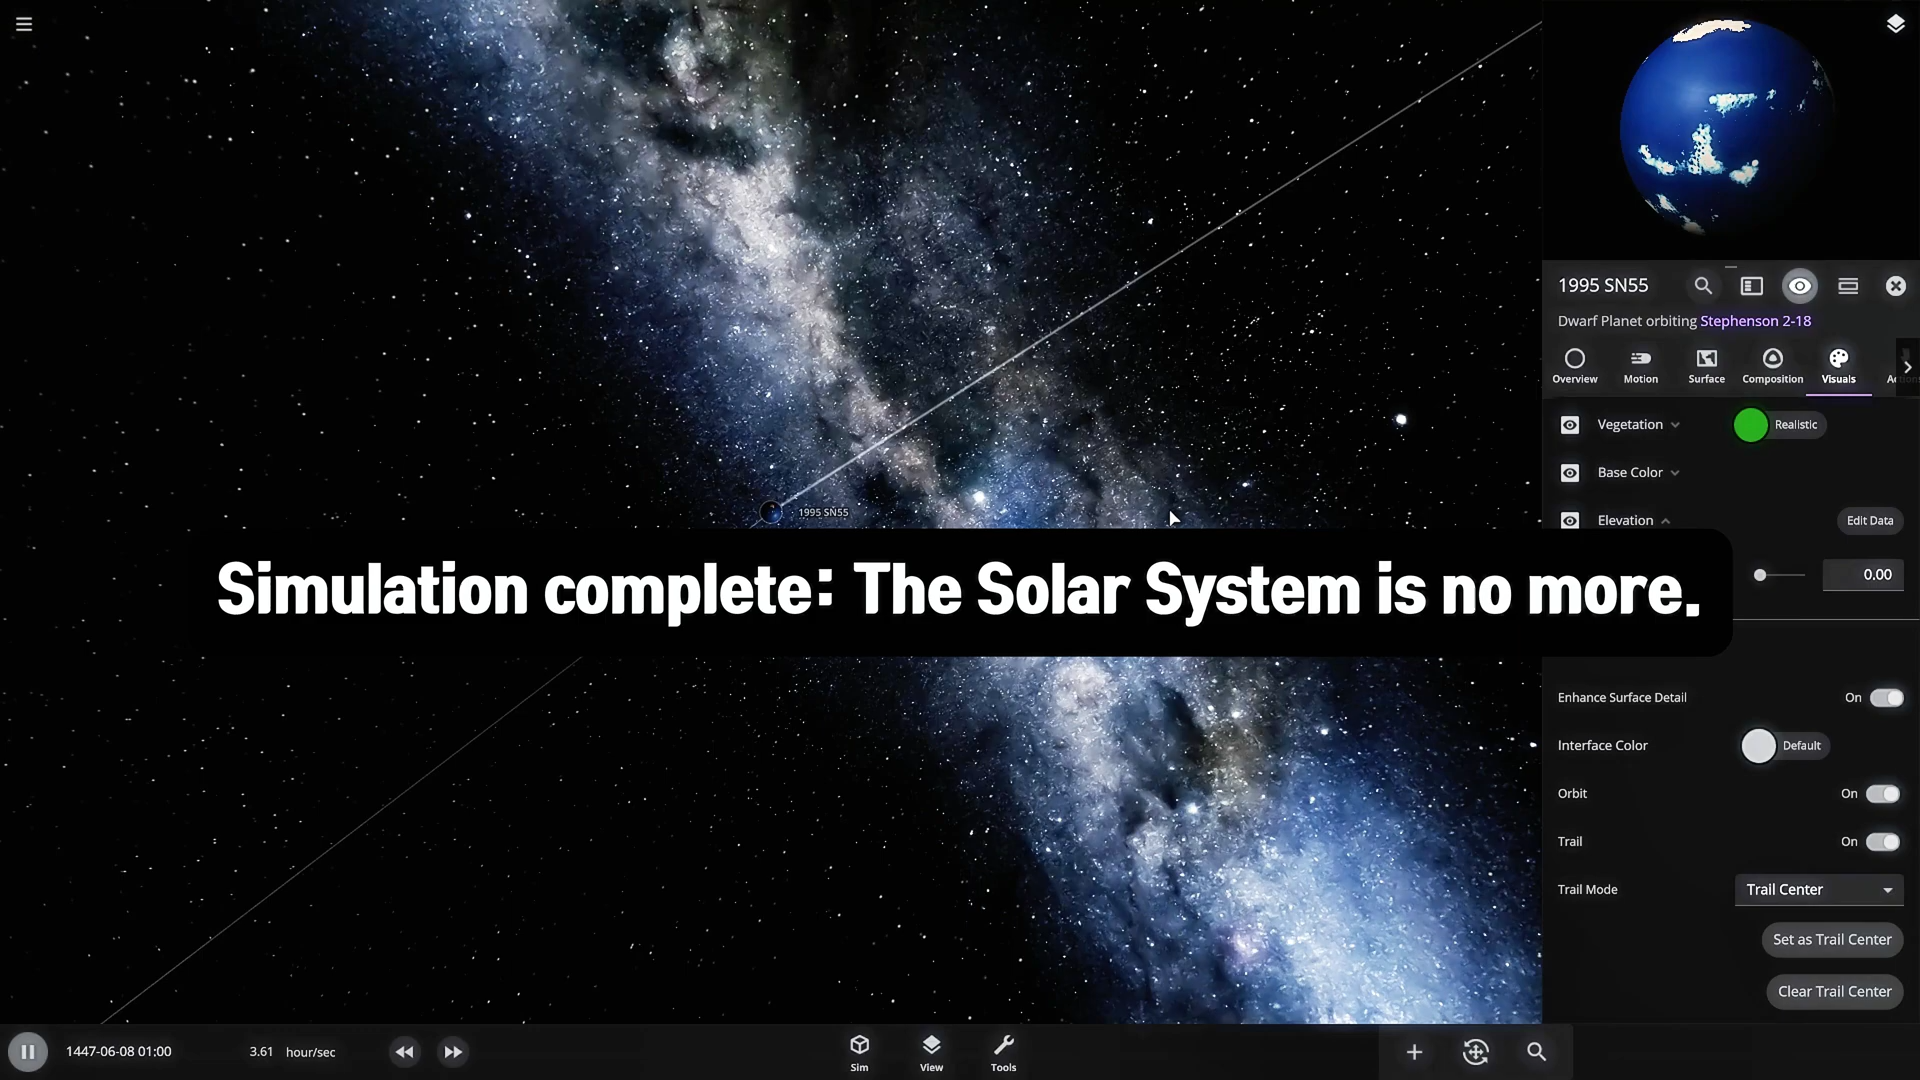 1995 SN55
Dwarf Planet orbiting Stephenson 2-18
Overview
Motion
Surface
Composition
Visuals
Vegetation
Realistic
Base Color
1995 SN55
Elevation
Edit Data
0.00
Simulation complete: The Solar System is no more.
Enhance Surface Detail
On
Interface Color
Default
Orbit
On
Trail
On
Trail Mode
Trail Center
Set as Trail Center
Clear Trail Center
1447-06-08 01:00
3.61 hour/sec
Sim
View
Tools